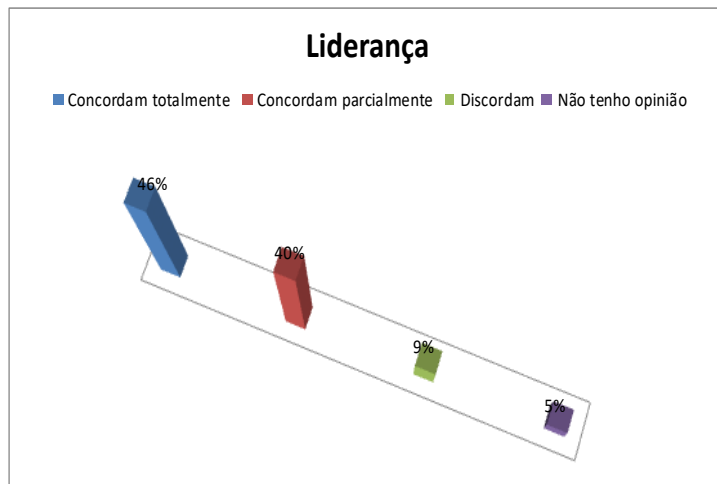 Liderança
Concordam totalmente Concordam parcialmente Discordam Não tenho opinião
46%
40%
9%
5%